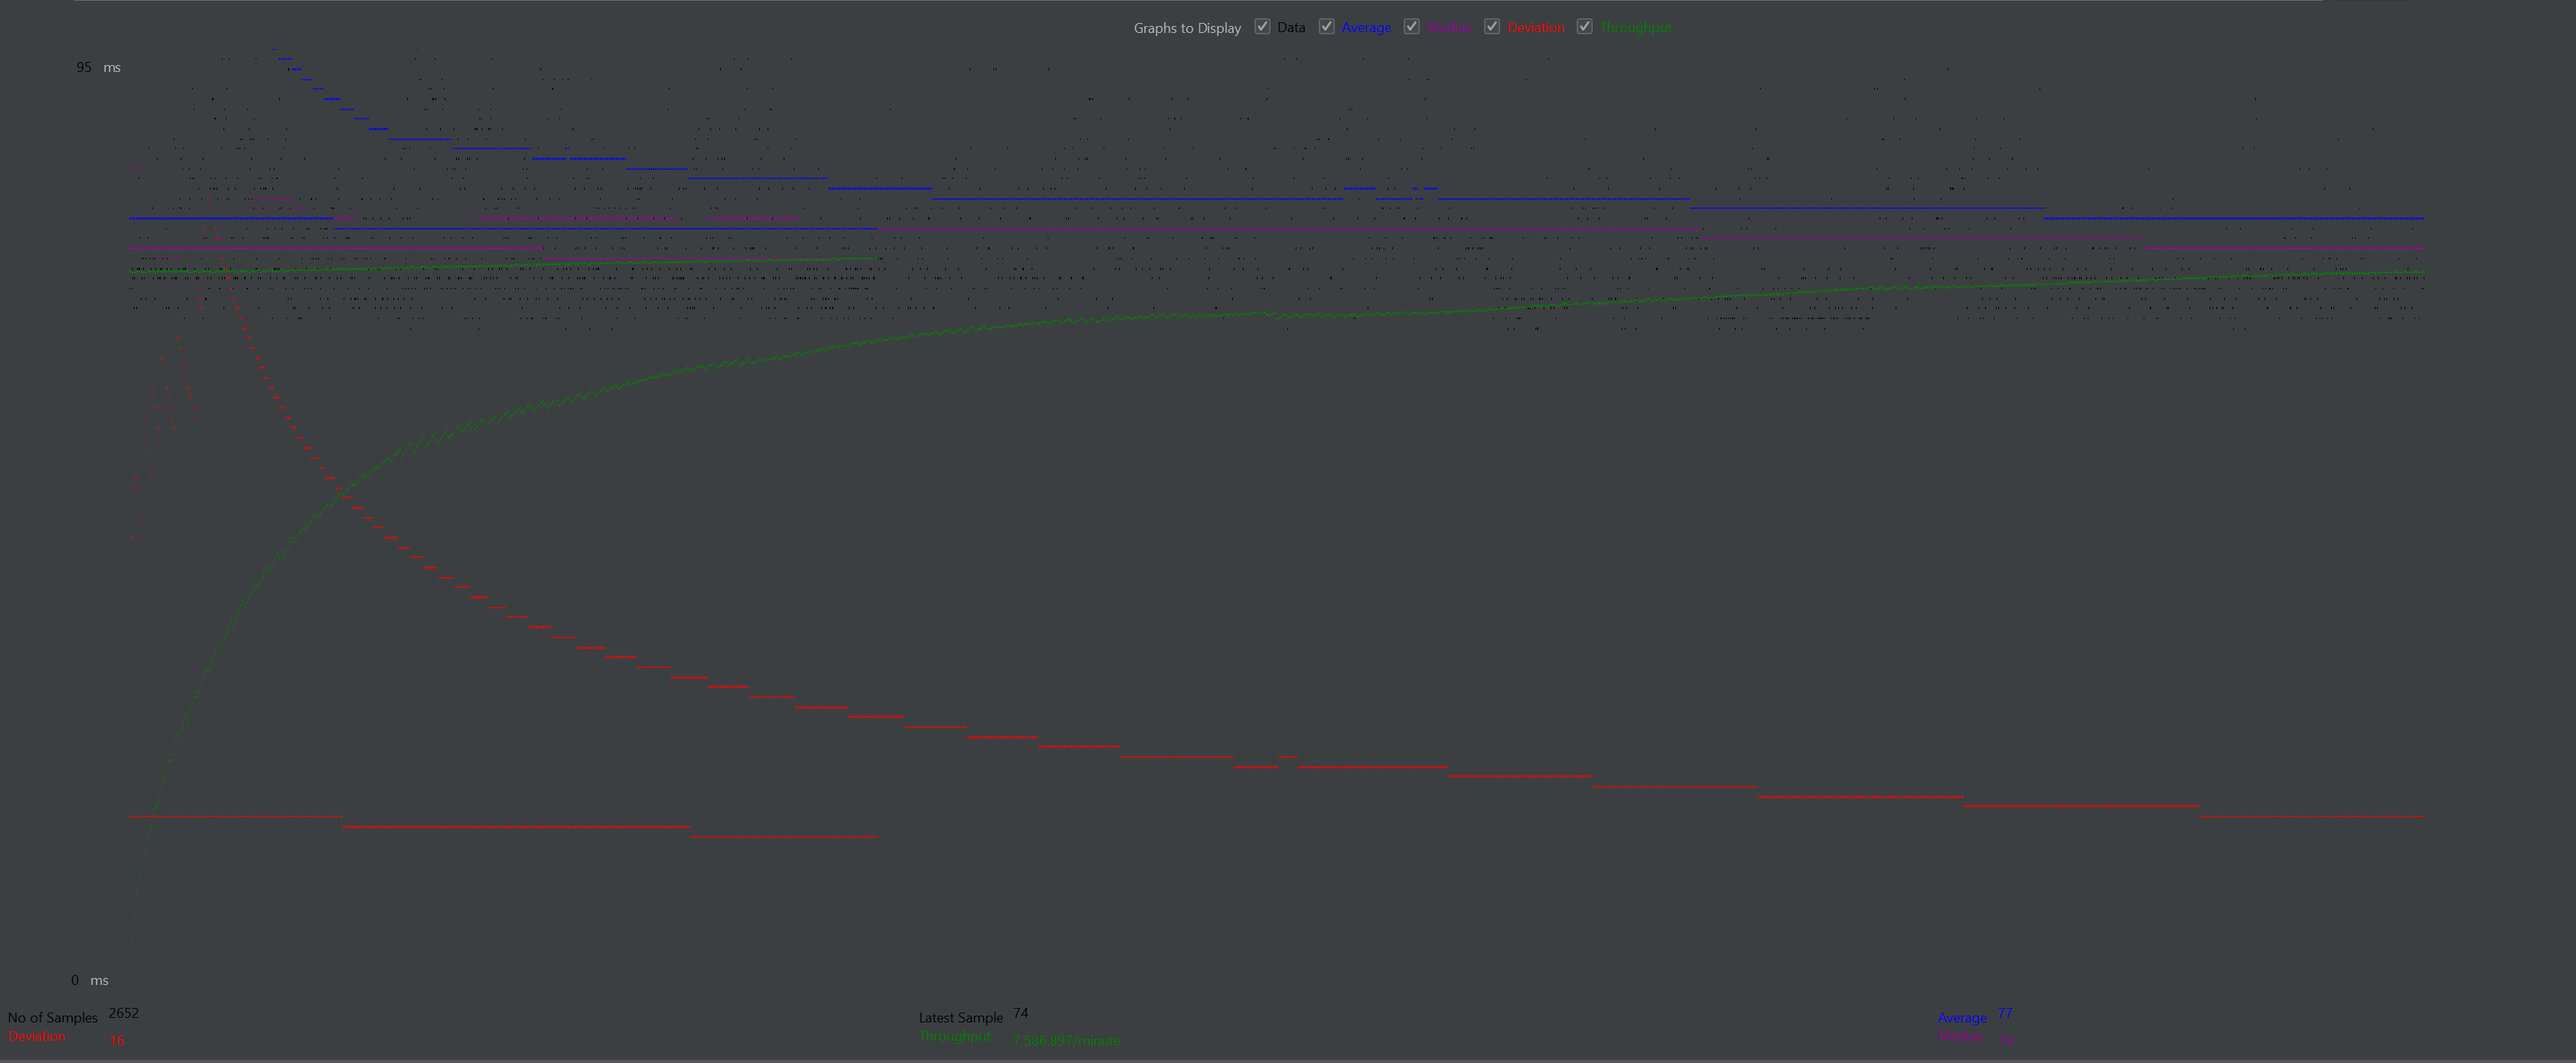 Graphs to Display Data Average Median Deviation Throughput
95 ms
0 ms
No of Samples 2652 Latest Sample 74 Average 77
Deviation 16 Throughput 7,586.897/minute Median 74